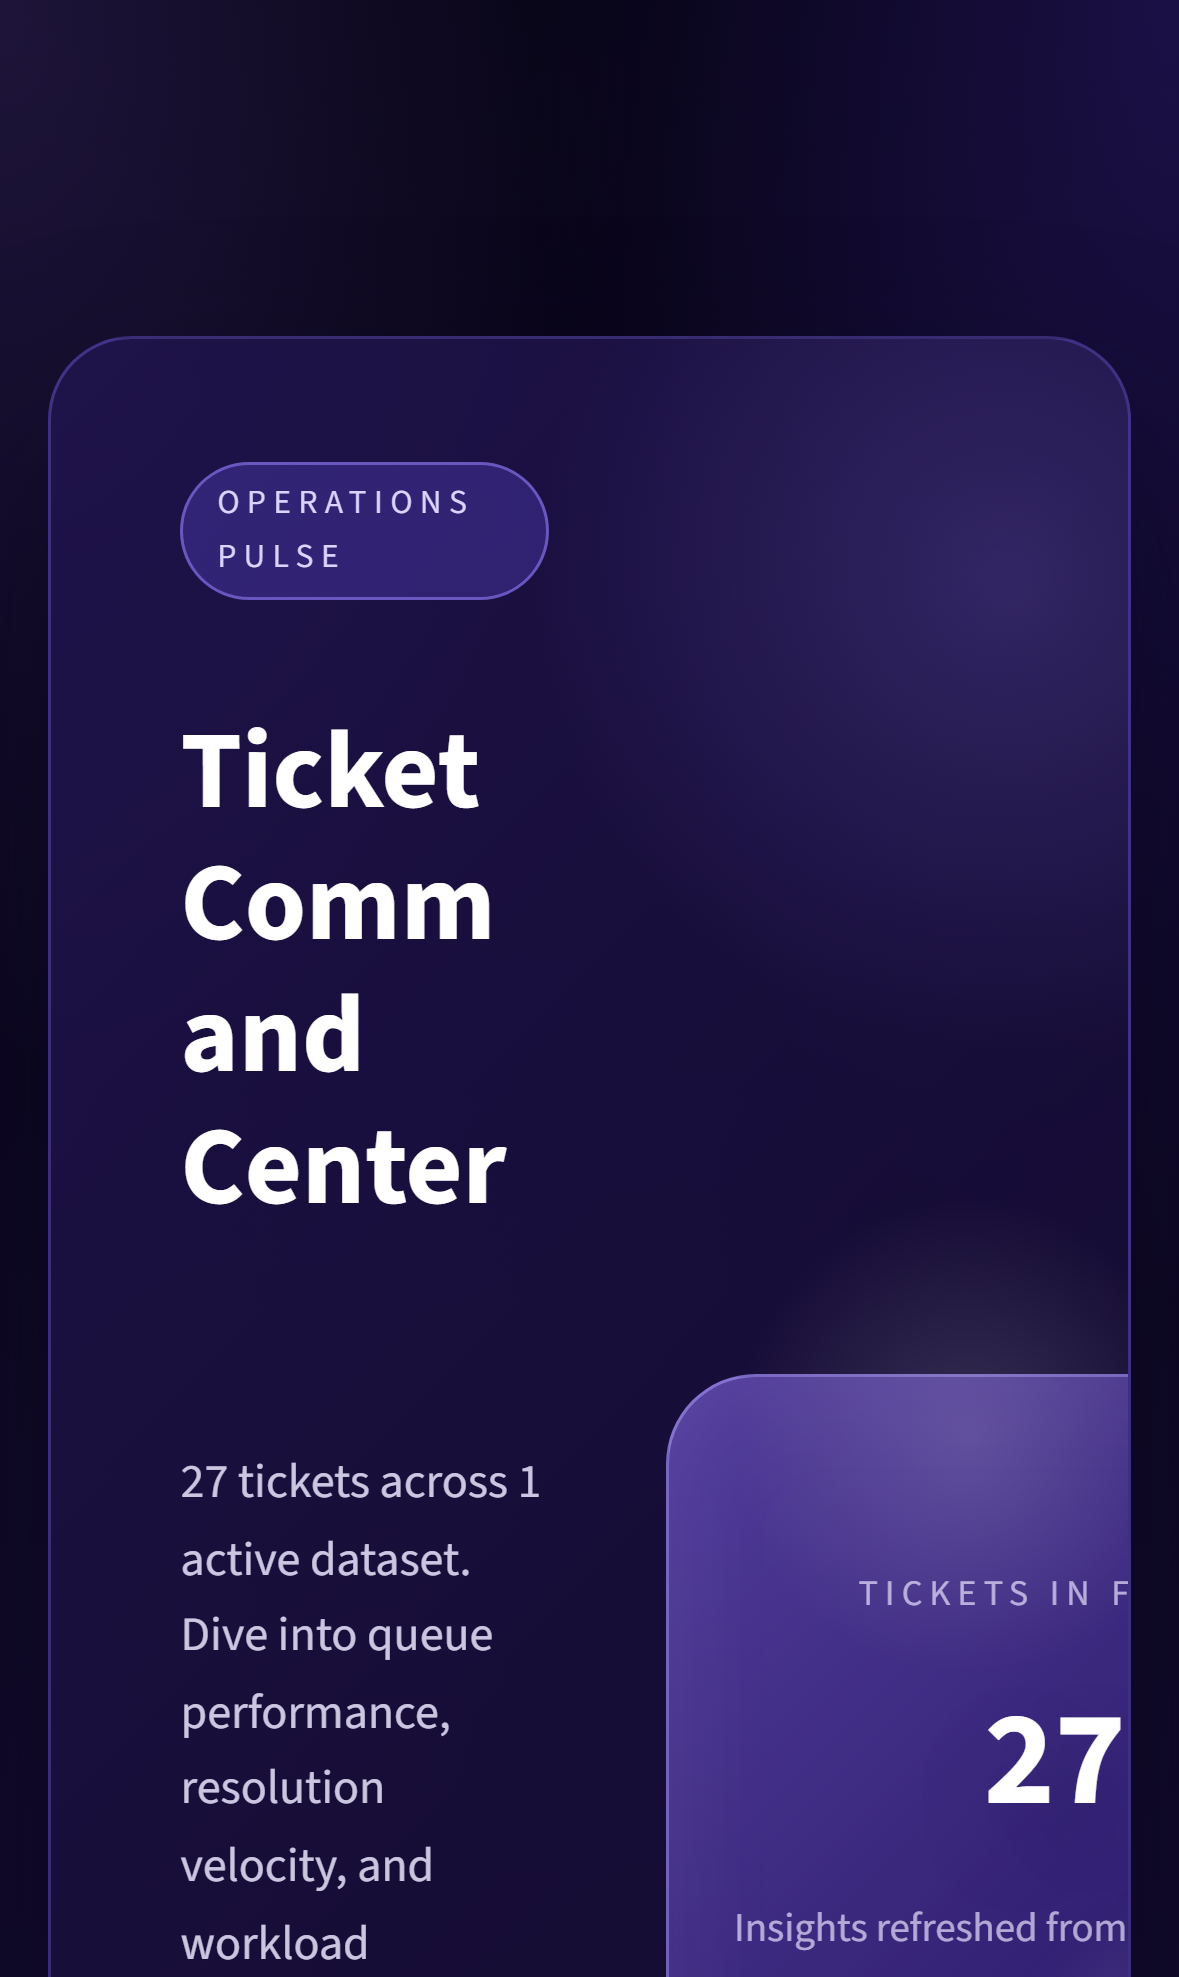 OPERATIONS
PULSE
Ticket
Comm
and
Center
27 tickets across 1
active dataset.
Dive into queue
performance,
resolution
velocity, and
workload
TICKETS IN F
27
Insights refreshed from